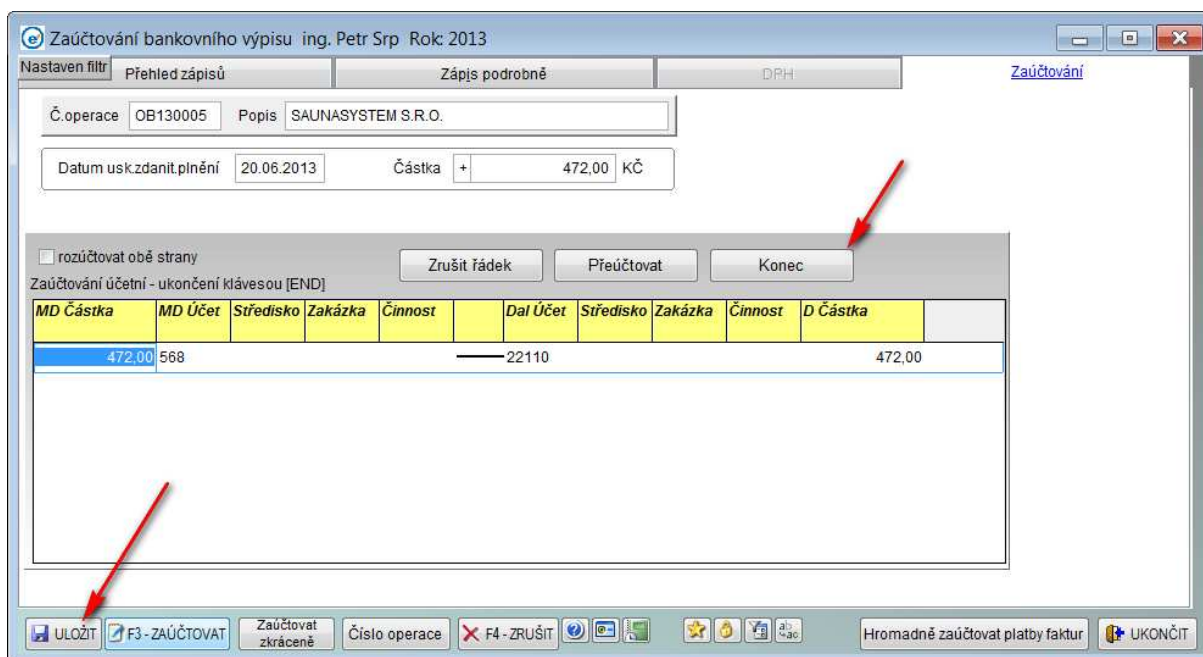 Zaúčtování bankovního výpisu ing. Petr Srp Rok: 2013
Nastaven filtr Přehled zápisů Zápis podrobně DPH Zaúčtování
Č.operace OB130005 Popis SAUNASYSTEM S.R.O.
Datum usk.zdanit.plnění 20.06.2013 Částka + 472,00 KČ
rozúčtovat obě strany Zrušit řádek Přeúčtovat Konec
Zaúčtování účetní - ukončení klávesou [END]
MD Částka MD Účet Středisko Zakázka Činnost Dal Účet Středisko Zakázka Činnost D Částka
472,00 568 22110 472,00
ULOŽIT F3 - ZAÚČTOVAT Zaúčtovat zkráceně Číslo operace F4 - ZRUŠIT Hromadně zaúčtovat platby faktur UKONČIT